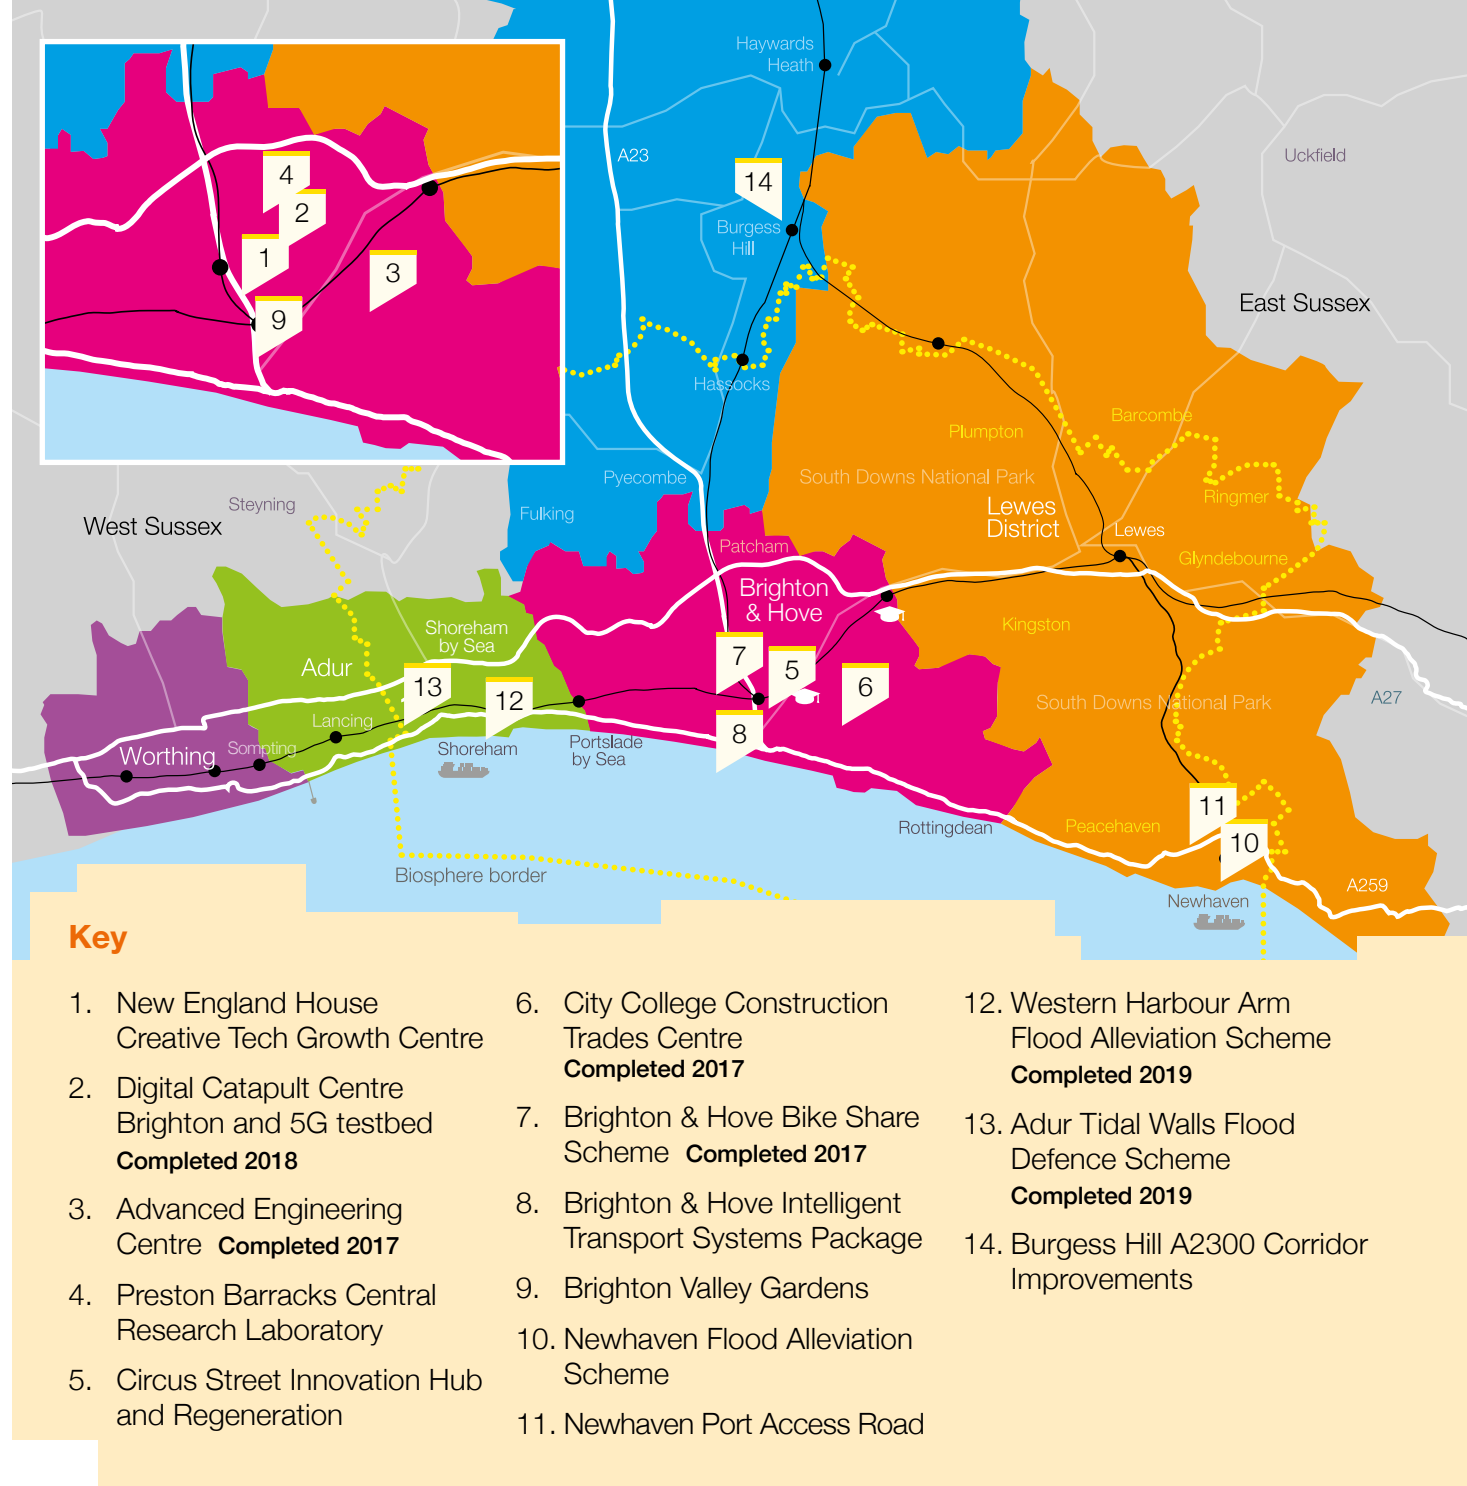 Haywards
Heath
A23
Uckfield
4
14
2
Burgess
Hill
1
3
East Sussex
9
Hassocks
Barcombe
Plumpton
Pyecombe
South Downs National Park
Ringmer
Steyning
Lewes
District
Fulking
West Sussex
Lewes
Patcham
Glyndebourne
Brighton
& Hove
Shoreham
by Sea
Kingston
7
Adur
5
6
13
12
South Downs National Park
A27
Lancing
8
Worthing
Sompting
Shoreham
Portslade
by Sea
11
Rottingdean
Peacehaven
10
Biosphere border
A259
Newhaven
Key
1. New England House
Creative Tech Growth Centre
2. Digital Catapult Centre
Brighton and 5G testbed
Completed 2018
3. Advanced Engineering
Centre Completed 2017
4. Preston Barracks Central
Research Laboratory
5. Circus Street Innovation Hub
and Regeneration
6. City College Construction
Trades Centre
Completed 2017
7. Brighton & Hove Bike Share
Scheme Completed 2017
8. Brighton & Hove Intelligent
Transport Systems Package
9. Brighton Valley Gardens
10. Newhaven Flood Alleviation
Scheme
11. Newhaven Port Access Road
12. Western Harbour Arm
Flood Alleviation Scheme
Completed 2019
13. Adur Tidal Walls Flood
Defence Scheme
Completed 2019
14. Burgess Hill A2300 Corridor
Improvements